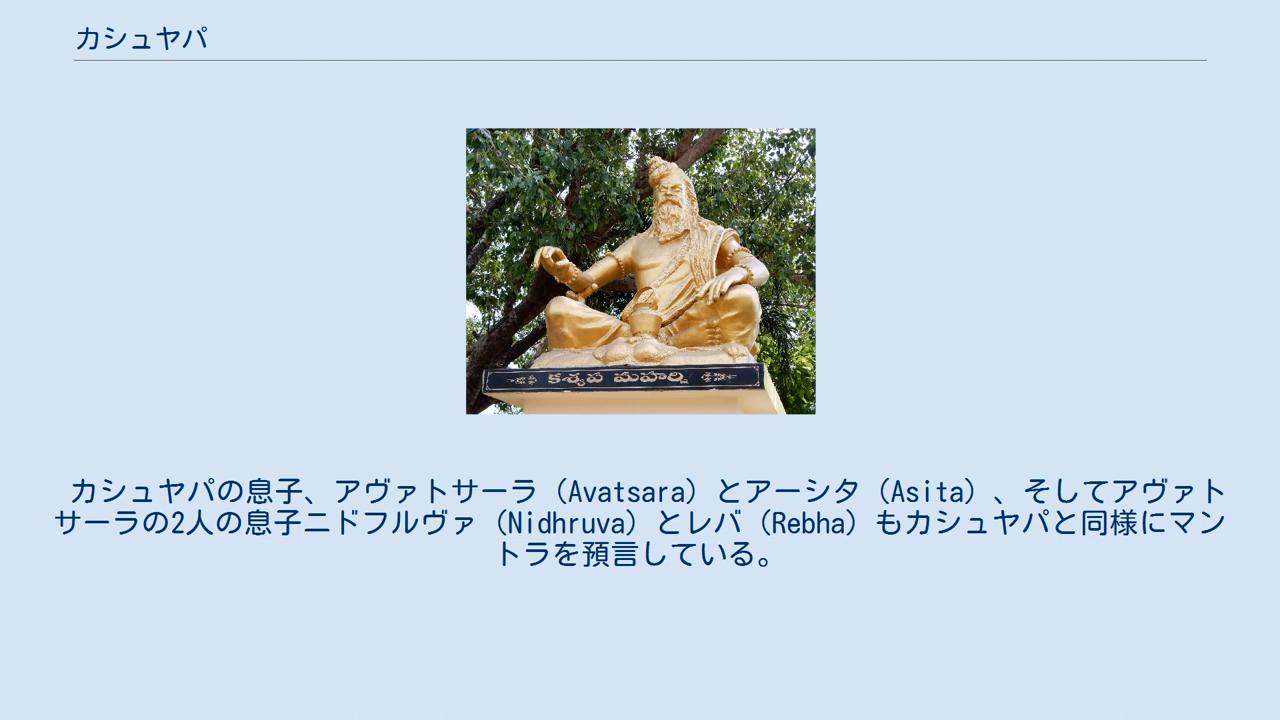 カシュヤパ
కశ్యప మహర్షి
カシュヤパの息子、アヴァトサーラ（Avatsara）とアーシタ（Asita）、そしてアヴァト
サーラの2人の息子ニドフルヴァ（Nidhruva）とレバ（Rebha）もカシュヤパと同様にマン
トラを預言している。